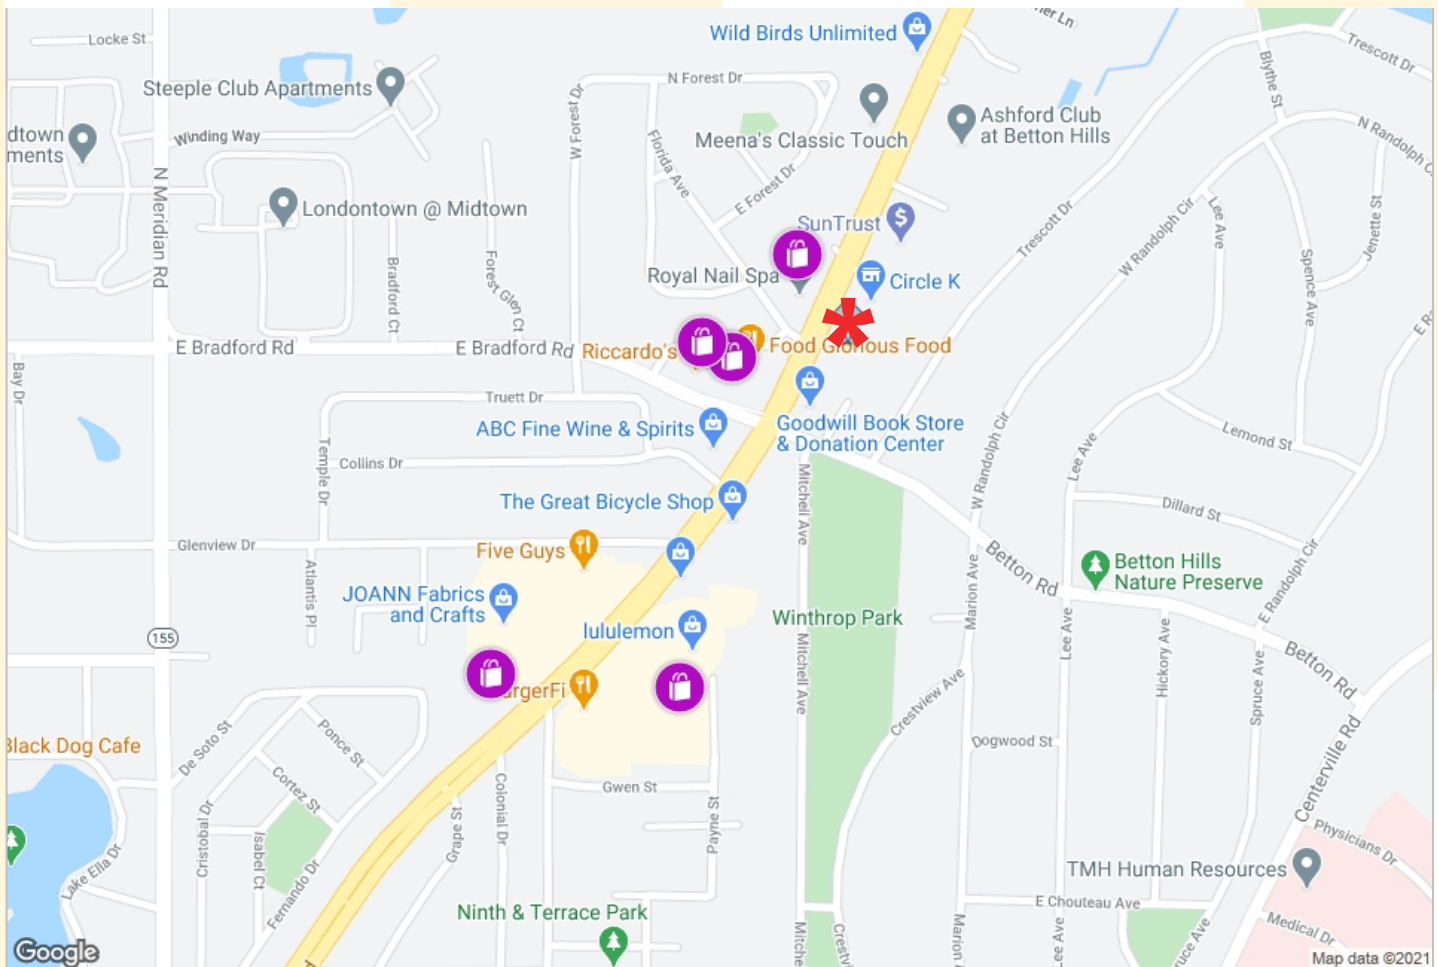 Wild Birds Unlimited
Locke St
Trescott Dr
Blythe St
N Forest Dr
Steeple Club Apartments
Winding Way
W Forest Dr
Florida Ave
Meena's Classic Touch
Ashford Club
at Betton Hills
N Randolph C
E Forest Dr
N Meridian Rd
Londontown @ Midtown
SunTrust
Trescott Dr
W Randolph Cir
Lee Ave
Jenette St
Spence Ave
Bradford Ct
Forest Glen Ct
Royal Nail Spa
Circle K
E Bradford Rd
E Bradford Rd
Riccardo's
Food Glorious Food
Bay Dr
Truett Dr
ABC Fine Wine & Spirits
Goodwill Book Store
& Donation Center
Temple Dr
Collins Dr
Mitchell Ave
W Randolph Cir
Lee Ave
Lemond St
The Great Bicycle Shop
Dillard St
Glenview Dr
Five Guys
Betton Rd
Betton Hills
Nature Preserve
E Randolph Cir
Atlantis Pl
JOANN Fabrics
and Crafts
lululemon
Winthrop Park
Marion Ave
155
Mitchell Ave
Lee Ave
Hickory Ave
Spruce Ave
Betton Rd
Crestview Ave
Black Dog Cafe
De Soto St
Ponce St
Cortez St
Dogwood St
Centerville Rd
Gwen St
Payne St
Colonial Dr
Grape St
Cristobal Dr
Isabel Ct
Fernando Dr
Lake Ella Dr
Physicians Dr
TMH Human Resources
Ninth & Terrace Park
E Chouteau Ave
Medical Dr
Marion A
Lee Ave
Google
Map data ©2021